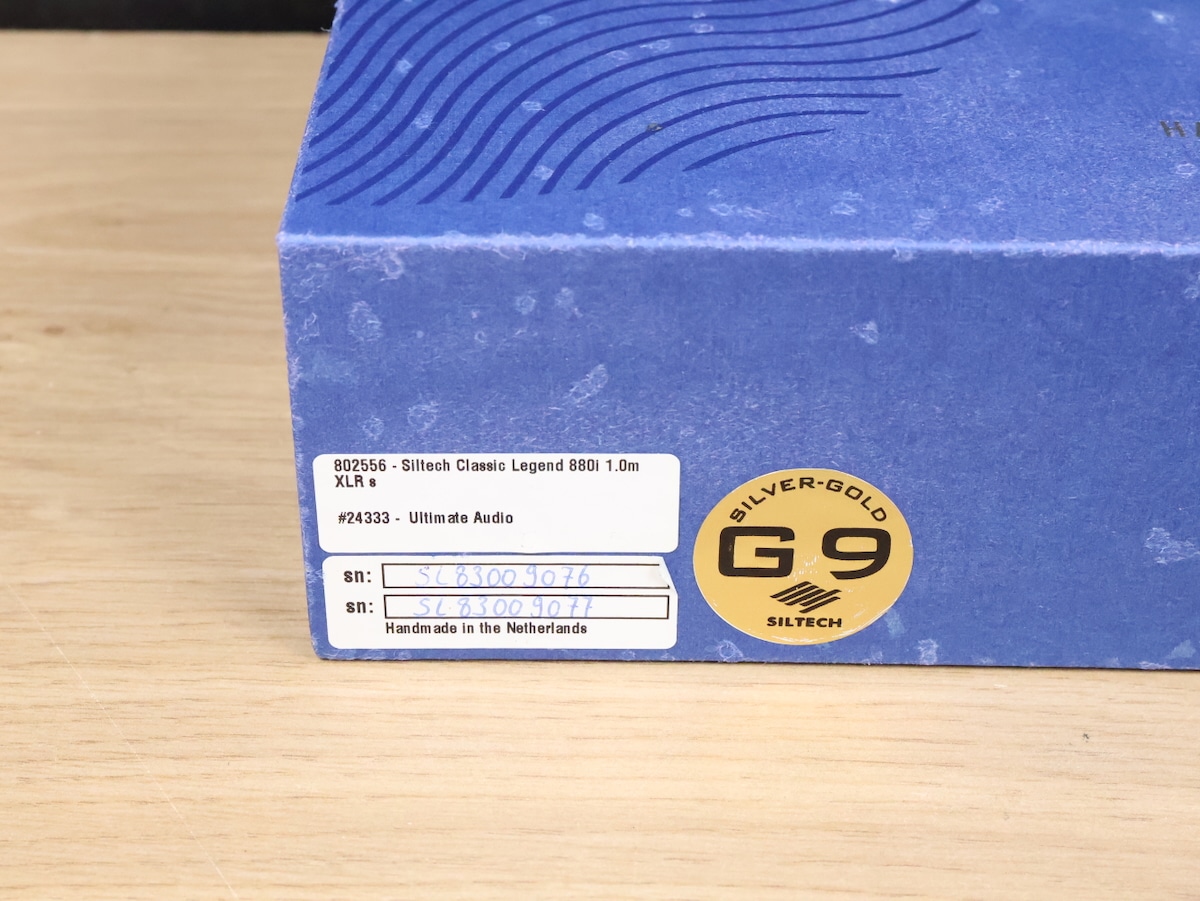 802556 - Siltech Classic Legend 880i 1.0m
XLR s
#24333 - Ultimate Audio
sn: SL83009076
sn: SL83009077
Handmade in the Netherlands
SILVER-GOLD
G9
SILTECH